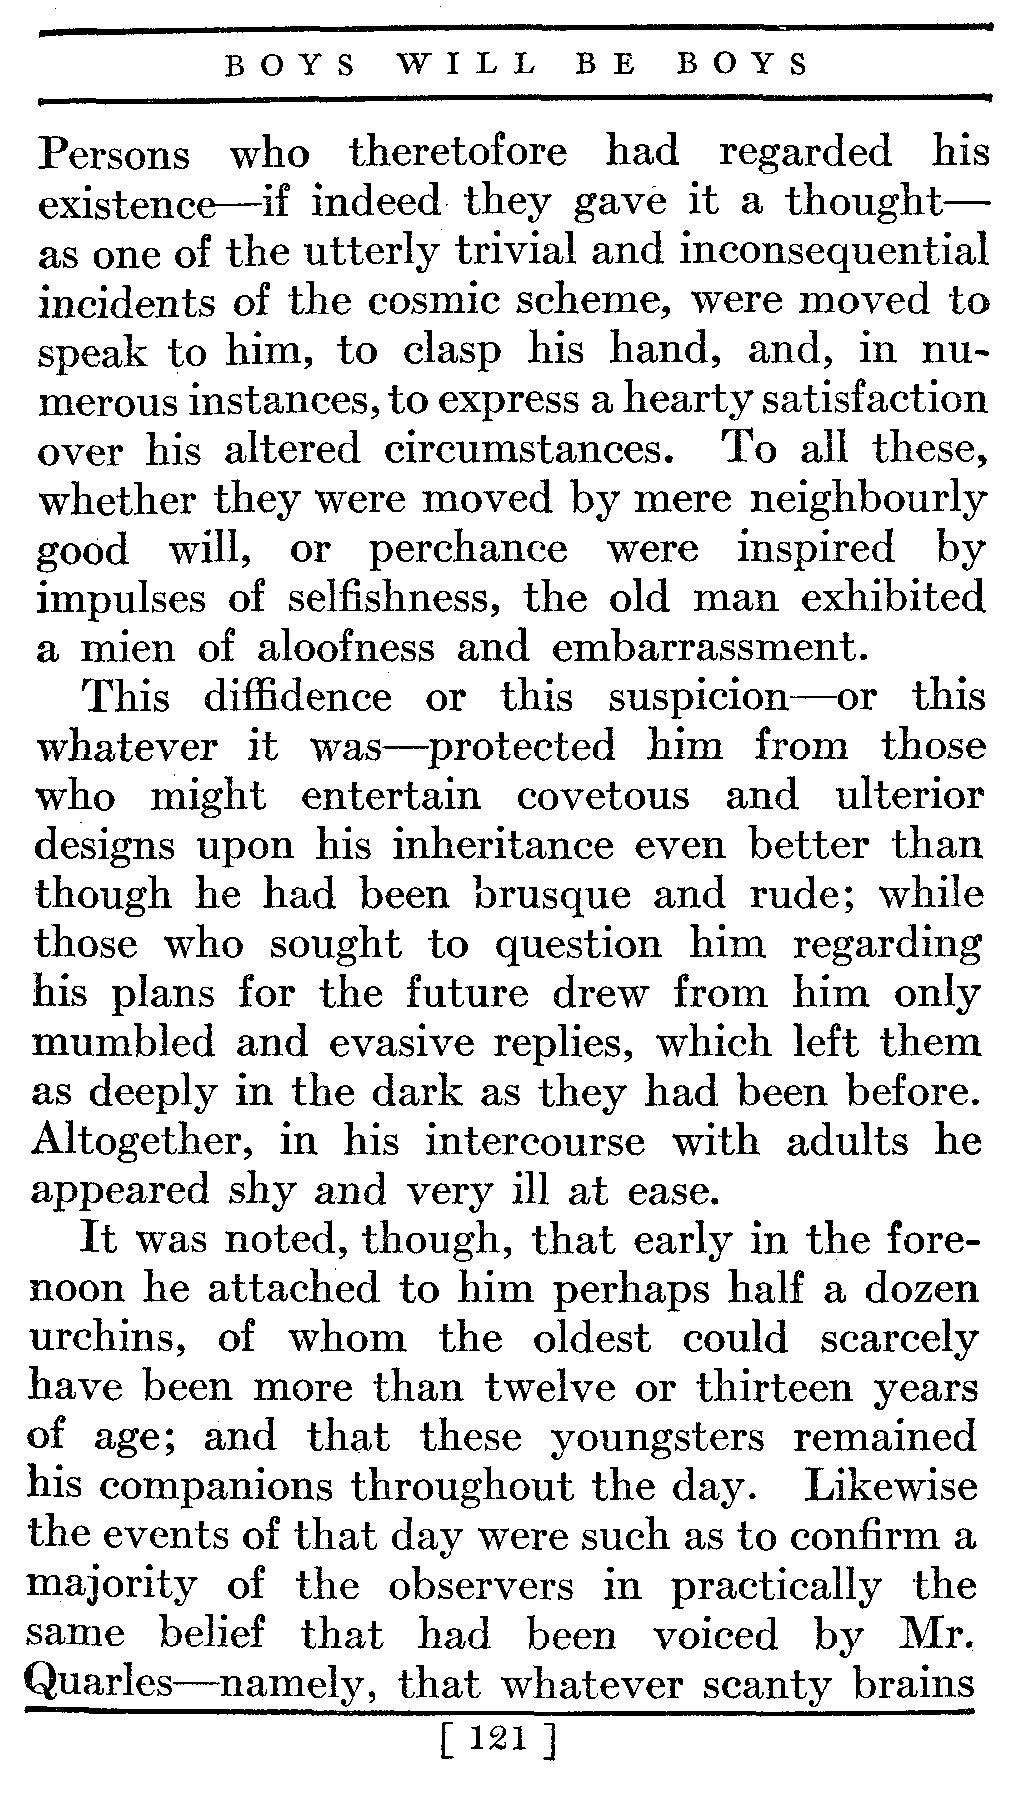 BOYS WILL BE BOYS
Persons who theretofore had regarded his
existence—if indeed they gave it a thought—
as one of the utterly trivial and inconsequential
incidents of the cosmic scheme, were moved to
speak to him, to clasp his hand, and, in nu-
merous instances, to express a hearty satisfaction
over his altered circumstances. To all these,
whether they were moved by mere neighbourly
good will, or perchance were inspired by
impulses of selfishness, the old man exhibited
a mien of aloofness and embarrassment.
This diffidence or this suspicion—or this
whatever it was—protected him from those
who might entertain covetous and ulterior
designs upon his inheritance even better than
though he had been brusque and rude; while
those who sought to question him regarding
his plans for the future drew from him only
mumbled and evasive replies, which left them
as deeply in the dark as they had been before.
Altogether, in his intercourse with adults he
appeared shy and very ill at ease.
It was noted, though, that early in the fore-
noon he attached to him perhaps half a dozen
urchins, of whom the oldest could scarcely
have been more than twelve or thirteen years
of age; and that these youngsters remained
his companions throughout the day. Likewise
the events of that day were such as to confirm a
majority of the observers in practically the
same belief that had been voiced by Mr.
Quarles—namely, that whatever scanty brains
[ 121 ]